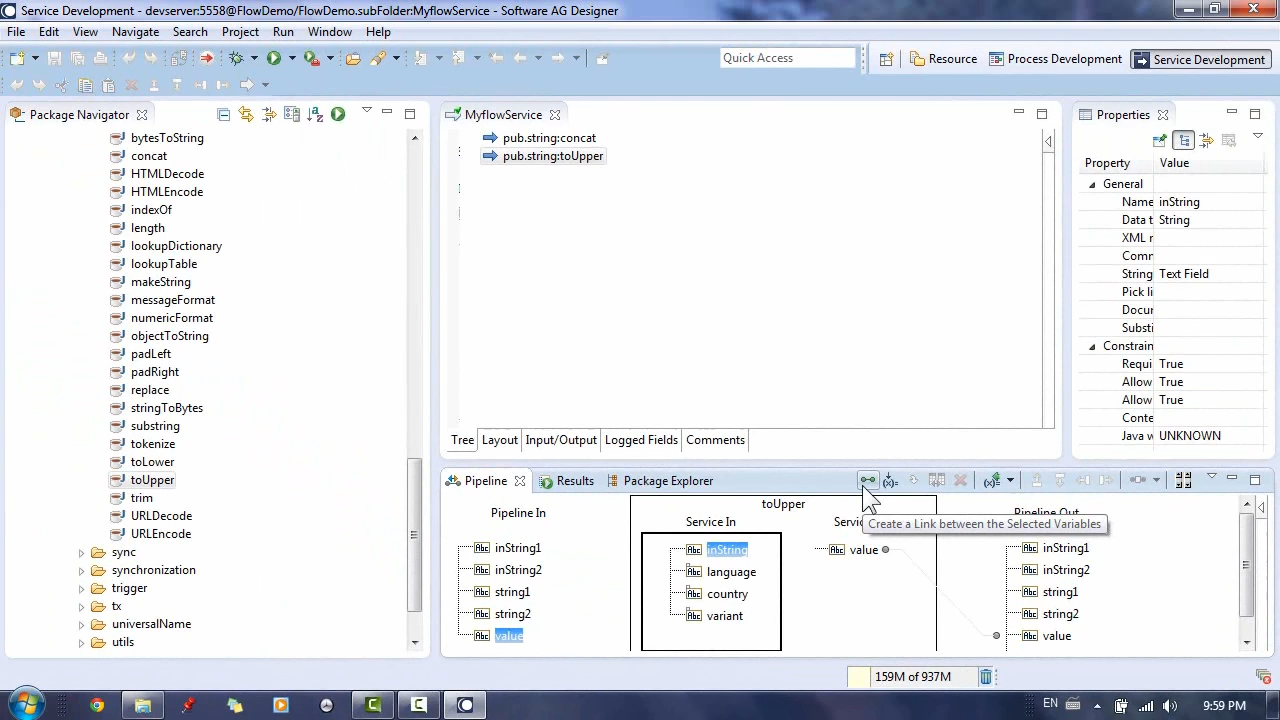 Service Development - devserver:5558@FlowDemo/FlowDemo.subFolder:MyflowService - Software AG Designer
File Edit View Navigate Search Project Run Window Help
Quick Access
Resource
Process Development
Service Development
Package Navigator
bytesToString
concat
HTMLDecode
HTMLEncode
indexOf
length
lookupDictionary
lookupTable
makeString
messageFormat
numericFormat
objectToString
padLeft
padRight
replace
stringToBytes
substring
tokenize
toLower
toUpper
trim
URLDecode
URLEncode
sync
synchronization
trigger
tx
universalName
utils
MyflowService
pub.string:concat
pub.string:toUpper
Tree Layout Input/Output Logged Fields Comments
Properties
Property Value
General
Name inString
Data t String
XML r
Comr
String Text Field
Pick li
Docur
Substi
Constrain
Requi True
Allow True
Allow True
Conte
Java w UNKNOWN
Pipeline Results Package Explorer
Create a Link between the Selected Variables
Pipeline In
inString1
inString2
string1
string2
value
toUpper
Service In
inString
language
country
variant
Servic
value
Pipeline Out
inString1
inString2
string1
string2
value
159M of 937M
EN
9:59 PM